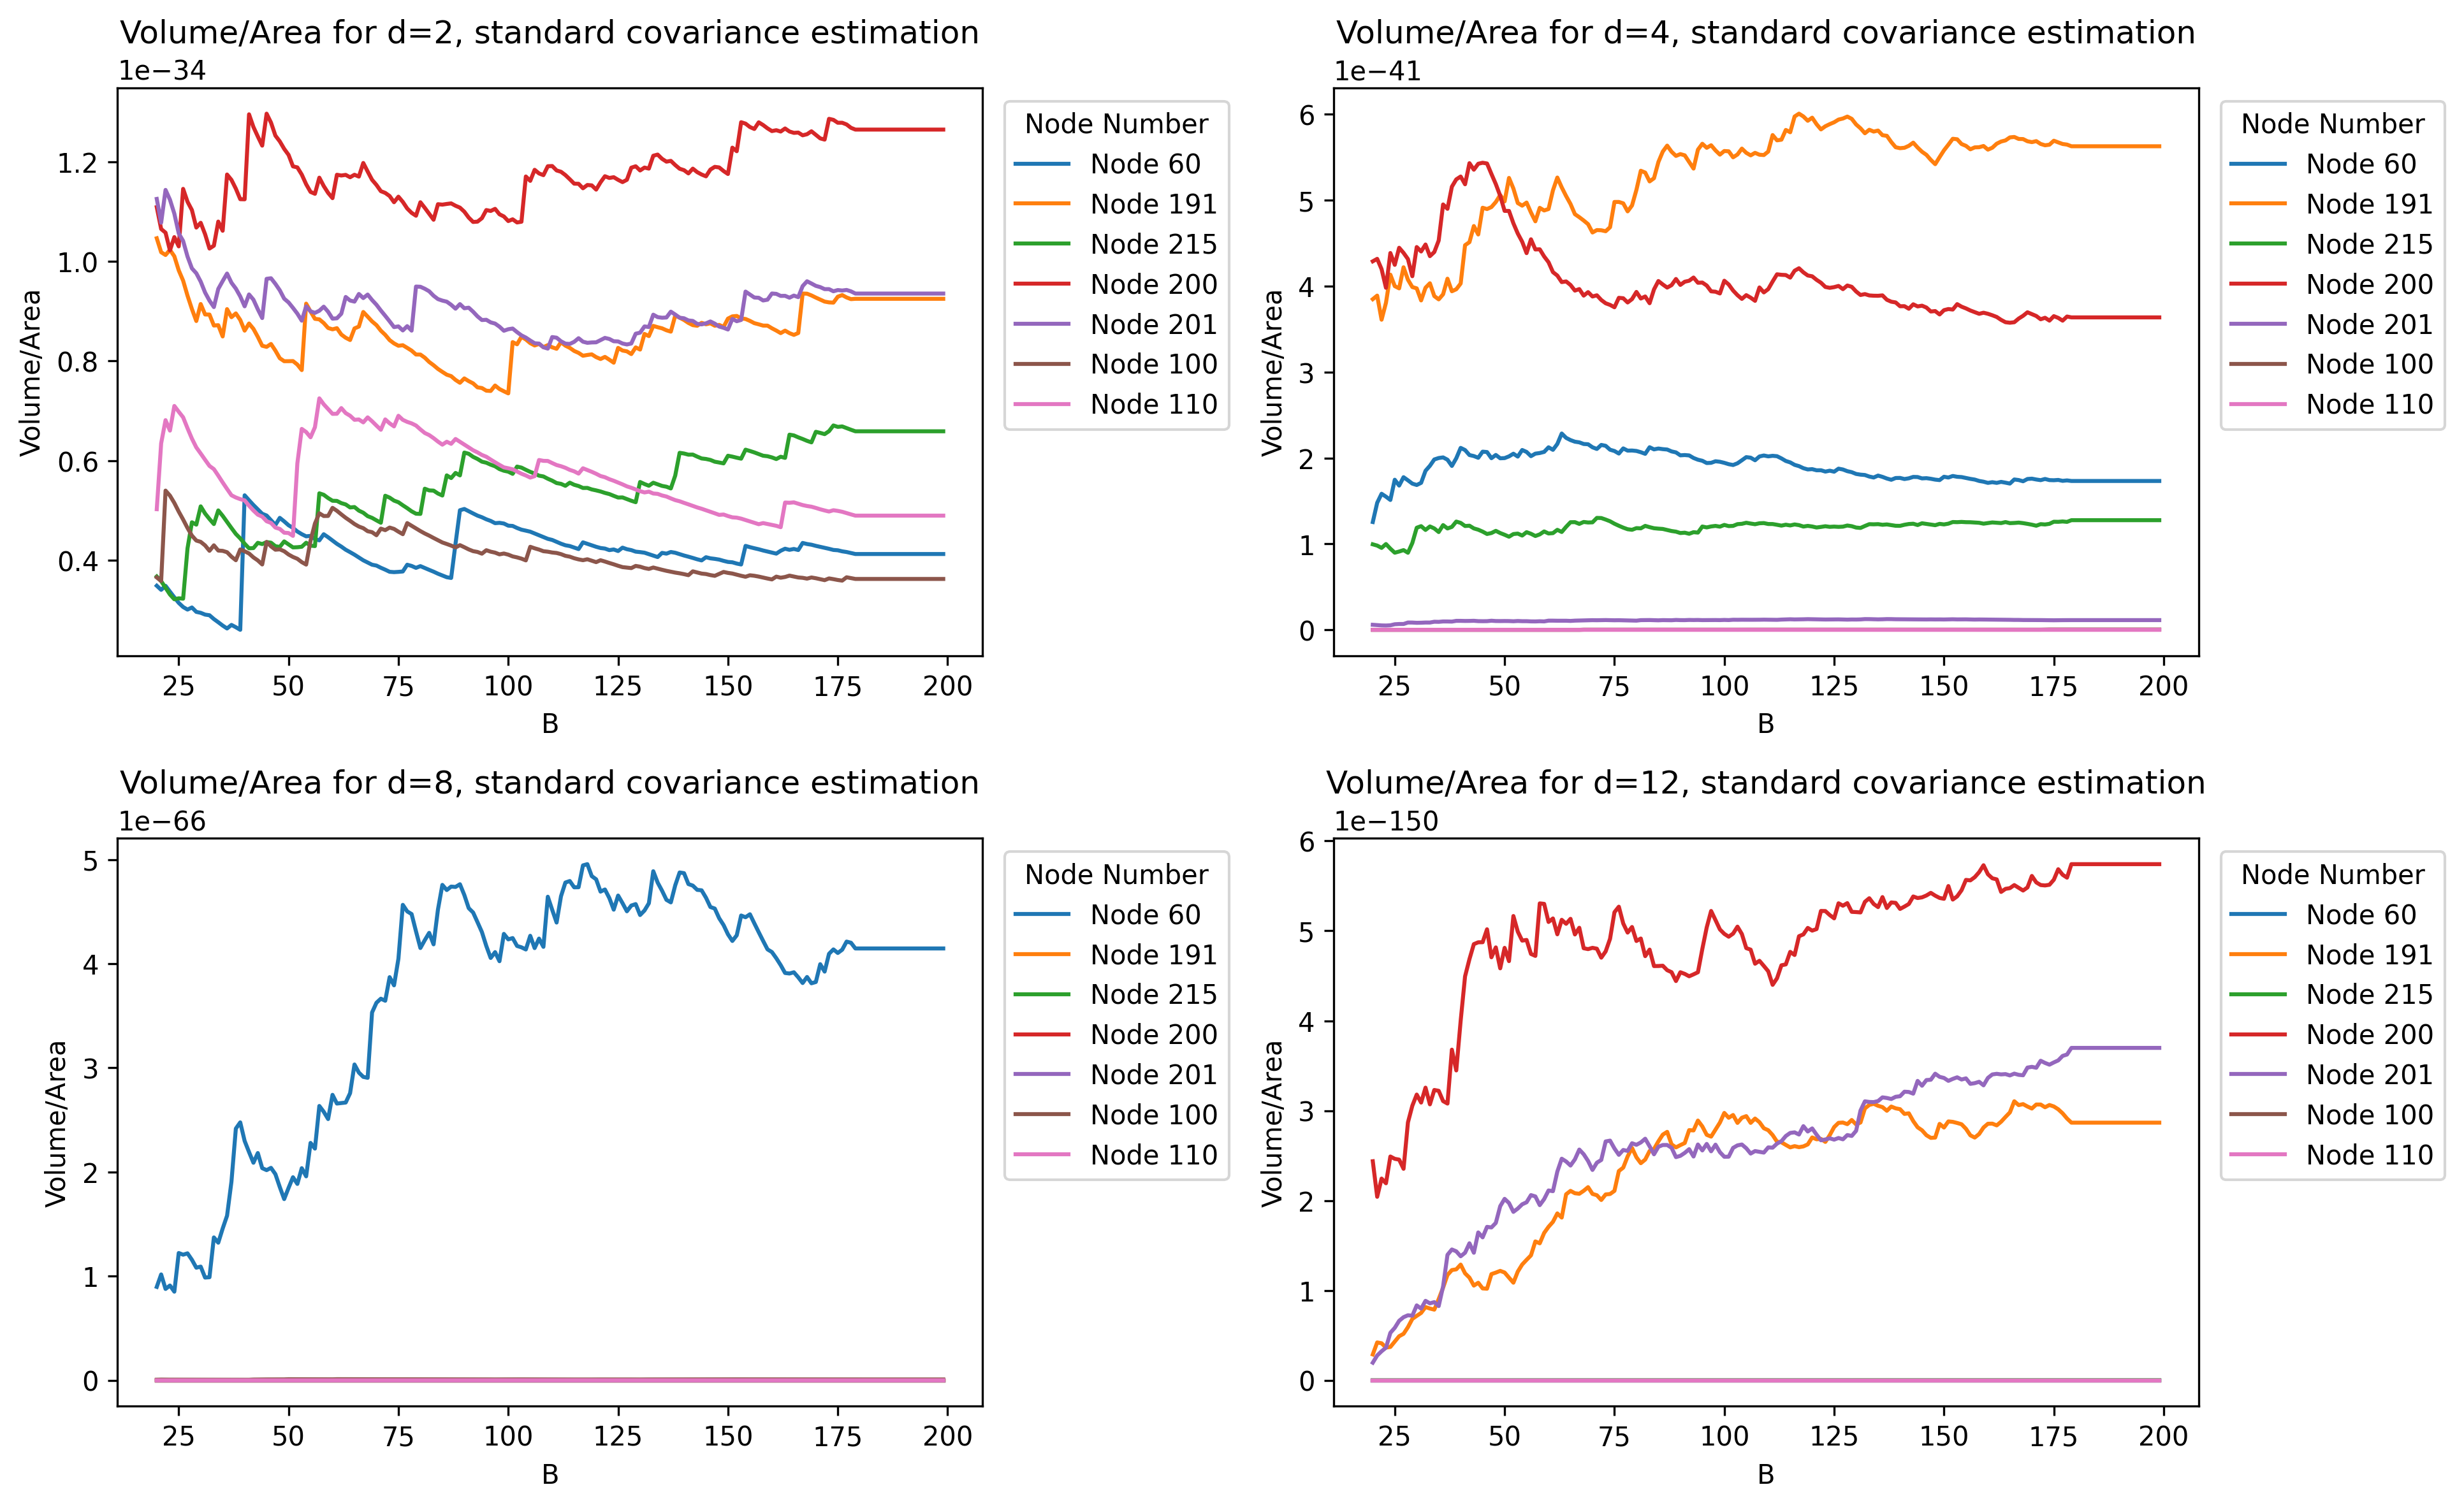 Volume/Area for d=2, standard covariance estimation
1e−34
Volume/Area
1.2
1.0
0.8
0.6
0.4
25 50 75 100 125 150 175 200
B
Node Number
Node 60
Node 191
Node 215
Node 200
Node 201
Node 100
Node 110
Volume/Area for d=4, standard covariance estimation
1e−41
Volume/Area
6
5
4
3
2
1
0
25 50 75 100 125 150 175 200
B
Node Number
Node 60
Node 191
Node 215
Node 200
Node 201
Node 100
Node 110
Volume/Area for d=8, standard covariance estimation
1e−66
Volume/Area
5
4
3
2
1
0
25 50 75 100 125 150 175 200
B
Node Number
Node 60
Node 191
Node 215
Node 200
Node 201
Node 100
Node 110
Volume/Area for d=12, standard covariance estimation
1e−150
Volume/Area
6
5
4
3
2
1
0
25 50 75 100 125 150 175 200
B
Node Number
Node 60
Node 191
Node 215
Node 200
Node 201
Node 100
Node 110